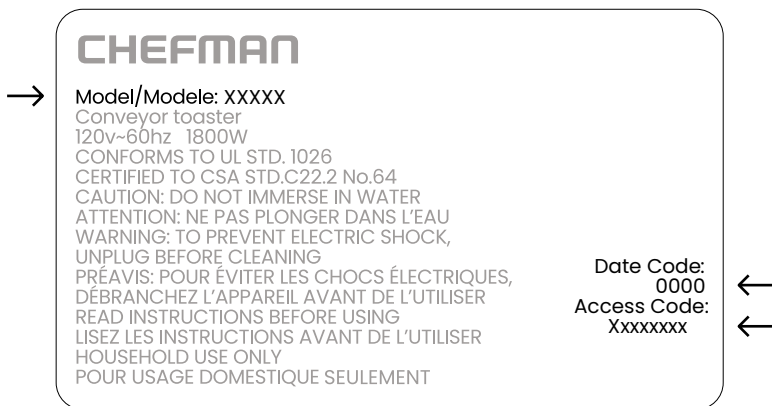 CHEFMAN
Model/Modele: XXXXX
Conveyor toaster
120v~60hz 1800W
CONFORMS TO UL STD. 1026
CERTIFIED TO CSA STD.C22.2 No.64
CAUTION: DO NOT IMMERSE IN WATER
ATTENTION: NE PAS PLONGER DANS L'EAU
WARNING: TO PREVENT ELECTRIC SHOCK,
UNPLUG BEFORE CLEANING
PRÉAVIS: POUR ÉVITER LES CHOCS ÉLECTRIQUES,
DÉBRANCHEZ L'APPAREIL AVANT DE L'UTILISER
READ INSTRUCTIONS BEFORE USING
LISEZ LES INSTRUCTIONS AVANT DE L'UTILISER
HOUSEHOLD USE ONLY
POUR USAGE DOMESTIQUE SEULEMENT
Date Code:
0000
Access Code:
Xxxxxxxx